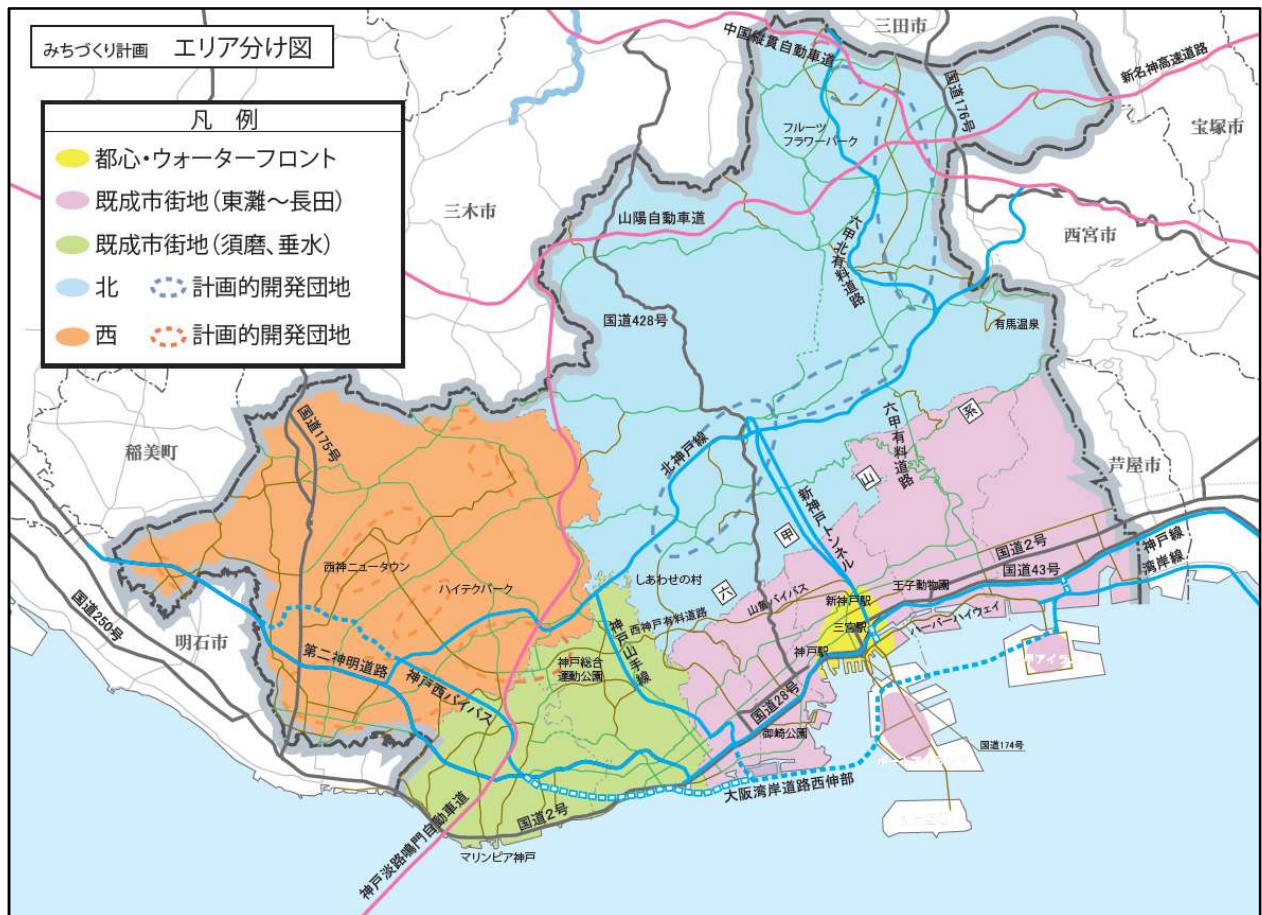 みちづくり計画 エリア分け図
凡 例
都心・ウォーターフロント
既成市街地(東灘～長田)
既成市街地(須磨、垂水)
北 計画的開発団地
西 計画的開発団地
三田市
中国縦貫自動車道
国道176号
新名神高速道路
宝塚市
フルーツ
フラワーパーク
三木市
山陽自動車道
六甲北有料道路
西宮市
国道428号
有馬温泉
国道175号
稲美町
北神戸線
六甲有料道路
六
甲
山
系
芦屋市
新神戸トンネル
西神ニュータウン
ハイテクパーク
しあわせの村
国道2号
神戸線
国道43号
湾岸線
王子動物園
山麓バイパス
新神戸駅
西神戸有料道路
三宮駅
ハーバーハイウェイ
神戸駅
国道250号
明石市
第二神明道路
神戸西バイパス
神戸総合
運動公園
神戸山手線
国道28号
御崎公園
国道174号
大阪湾岸道路西伸部
国道2号
神戸淡路鳴門自動車道
マリンピア神戸